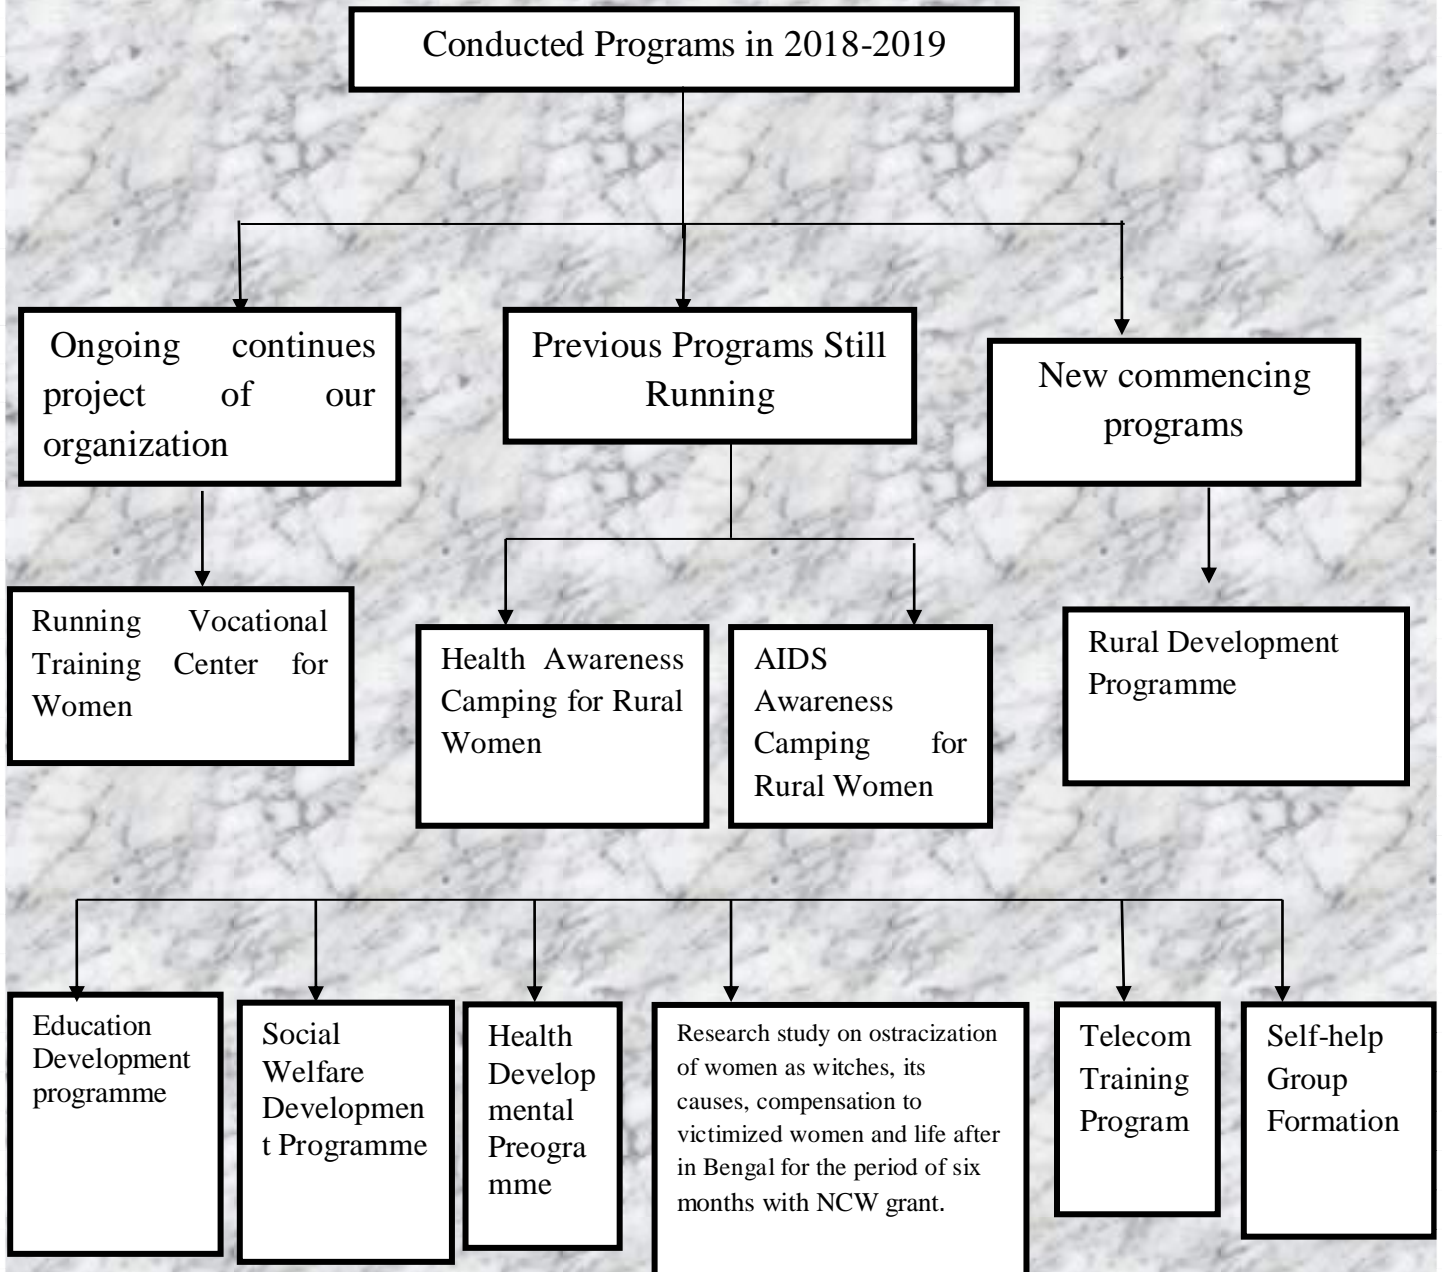 Conducted Programs in 2018-2019
Ongoing continues
project of our
organization
Previous Programs Still
Running
New commencing
programs
Running Vocational
Training Center for
Women
Health Awareness
Camping for Rural
Women
AIDS
Awareness
Camping for
Rural Women
Rural Development
Programme
Education
Development
programme
Social
Welfare
Developmen
t Programme
Health
Develop
mental
Preogra
mme
Research study on ostracization
of women as witches, its
causes, compensation to
victimized women and life after
in Bengal for the period of six
months with NCW grant.
Telecom
Training
Program
Self-help
Group
Formation